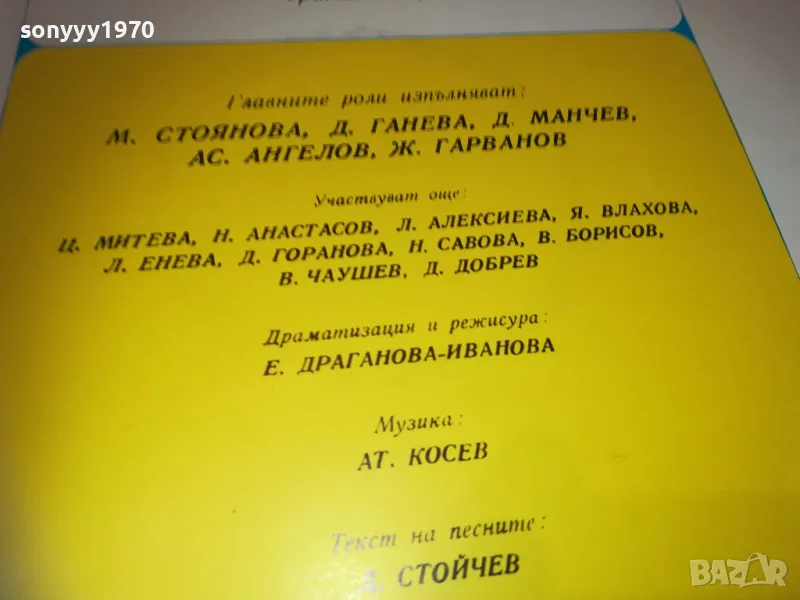 sonyyy1970
Главните роли изпълняват:
М. СТОЯНОВА, Д. ГАНЕВА, Д. МАНЧЕВ,
АС. АНГЕЛОВ, Ж. ГАРВАНОВ
Участвуват още:
Ц. МИТЕВА, Н. АНАСТАСОВ, Л. АЛЕКСИЕВА, Я. ВЛАХОВА,
Л. ЕНЕВА, Д. ГОРАНОВА, Н. САВОВА, В. БОРИСОВ,
В. ЧАУШЕВ, Д. ДОБРЕВ
Драматизация и режисура:
Е. ДРАГАНОВА-ИВАНОВА
Музика:
АТ. КОСЕВ
Текст на песните:
Д. СТОЙЧЕВ
BAZAR